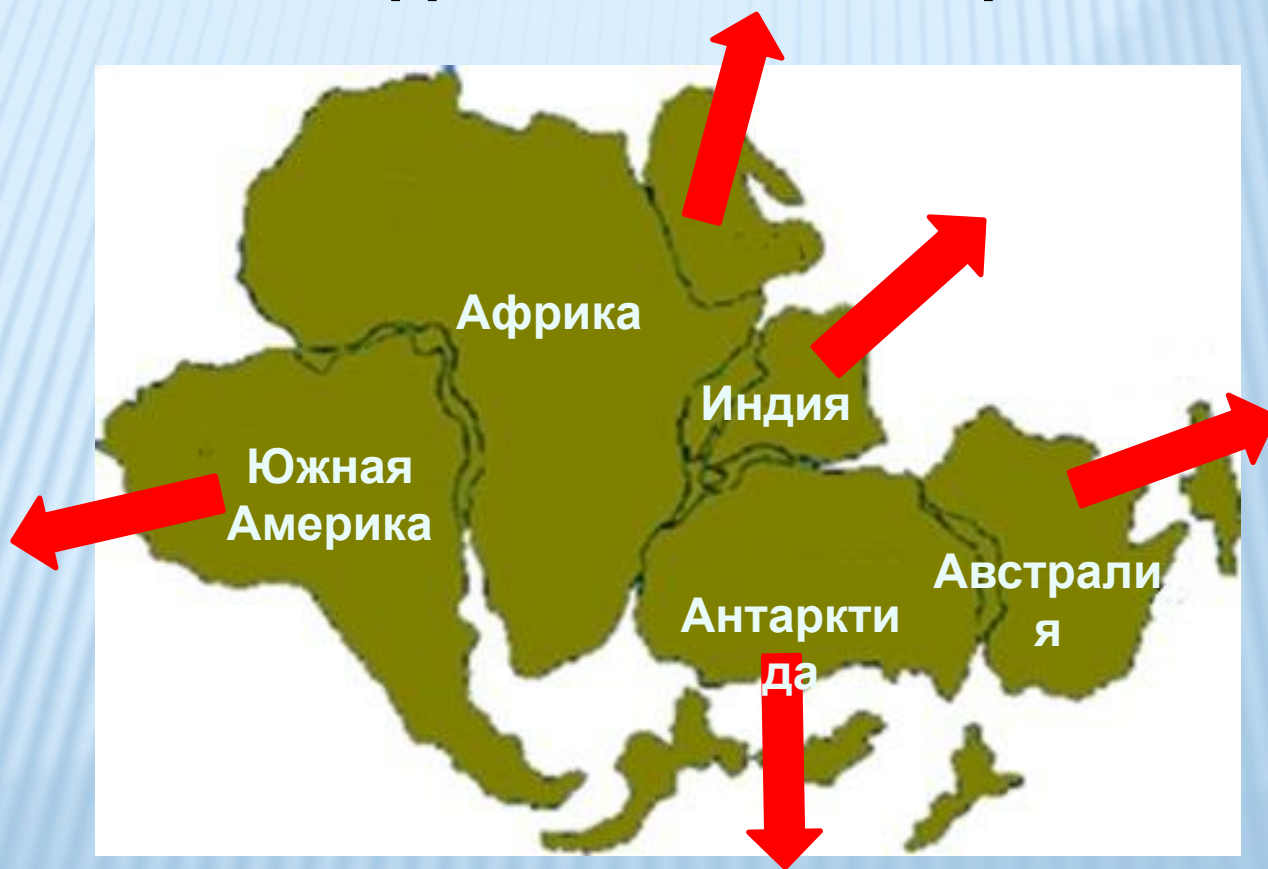 Африка
Индия
Южная
Америка
Австрали
я
Антаркти
да